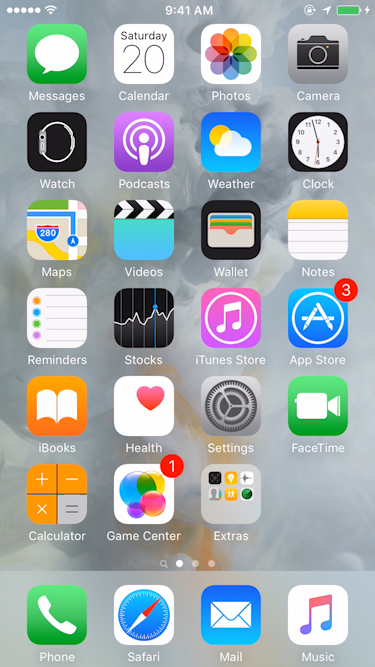 9:41 AM
Saturday
20
Messages Calendar Photos Camera
Watch Podcasts Weather Clock
280
Maps Videos Wallet Notes
3
Reminders Stocks iTunes Store App Store
iBooks Health Settings FaceTime
1
Calculator Game Center Extras
Phone Safari Mail Music